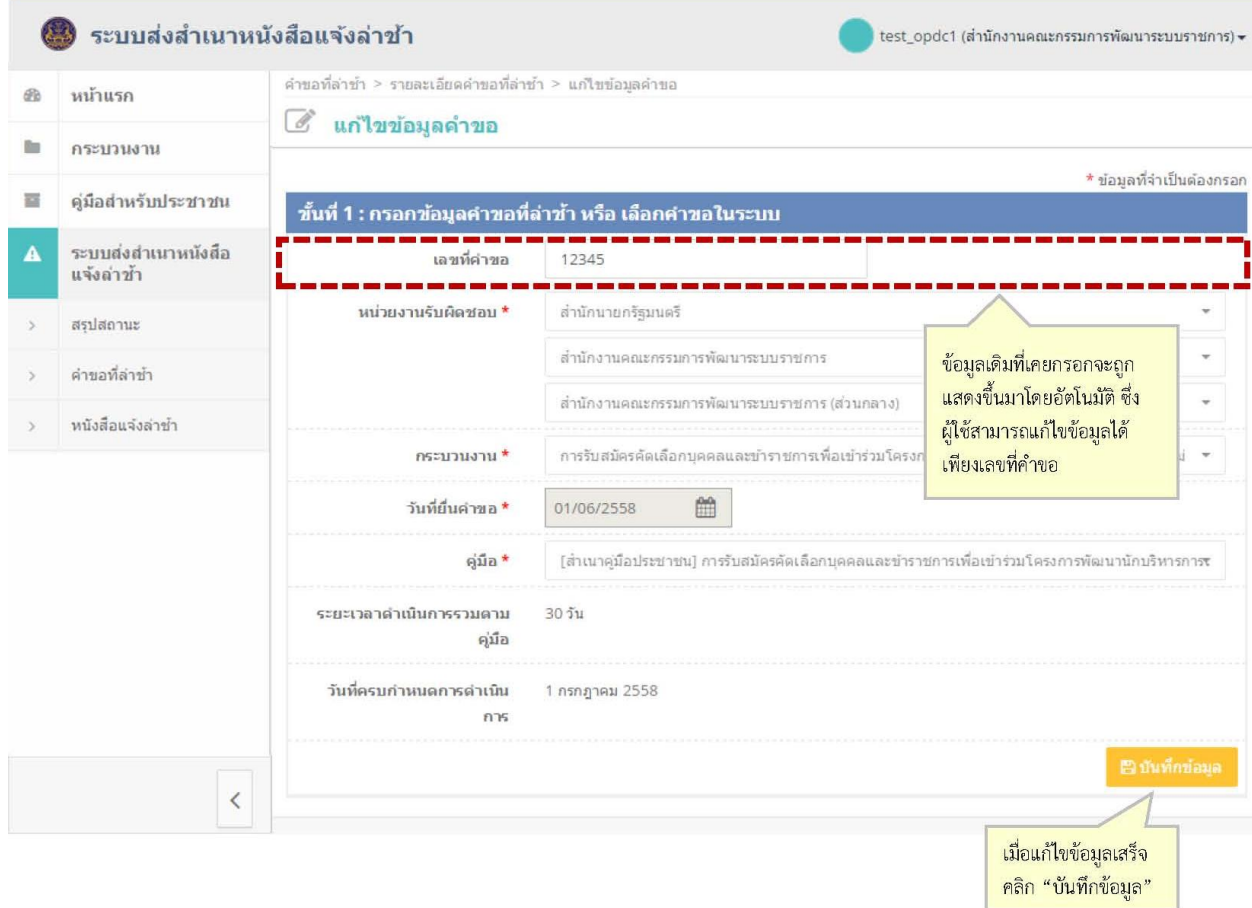 ระบบส่งสำเนาหนังสือแจ้งล่าช้า
test_opdc1 (สำนักงานคณะกรรมการพัฒนาระบบราชการ)
หน้าแรก
กระบวนงาน
คู่มือสำหรับประชาชน
ระบบส่งสำเนาหนังสือ
แจ้งล่าช้า
สรุปสถานะ
คำขอที่ล่าช้า
หนังสือแจ้งล่าช้า
คำขอที่ล่าช้า > รายละเอียดคำขอที่ล่าช้า > แก้ไขข้อมูลคำขอ
แก้ไขข้อมูลคำขอ
* ข้อมูลที่จำเป็นต้องกรอก
ขั้นที่ 1 : กรอกข้อมูลคำขอที่ล่าช้า หรือ เลือกคำขอในระบบ
เลขที่คำขอ 12345
หน่วยงานรับผิดชอบ * สำนักนายกรัฐมนตรี
สำนักงานคณะกรรมการพัฒนาระบบราชการ
สำนักงานคณะกรรมการพัฒนาระบบราชการ (ส่วนกลาง)
ข้อมูลเดิมที่เคยกรอกจะถูก
แสดงขึ้นมาโดยอัตโนมัติ ซึ่ง
ผู้ใช้สามารถแก้ไขข้อมูลได้
เพียงเลขที่คำขอ
กระบวนงาน * การรับสมัครคัดเลือกบุคคลและข้าราชการเพื่อเข้าร่วม
วันที่ยื่นคำขอ * 01/06/2558
คู่มือ * [สำเนาคู่มือประชาชน] การรับสมัครคัดเลือกบุคคลและข้าราชการเพื่อเข้าร่วมโครงการพัฒนานักบริหารการ
ระยะเวลาดำเนินการรวมตาม 30 วัน
คู่มือ
วันที่ครบกำหนดการดำเนิน 1 กรกฎาคม 2558
การ
บันทึกข้อมูล
เมื่อแก้ไขข้อมูลเสร็จ
คลิก “บันทึกข้อมูล”